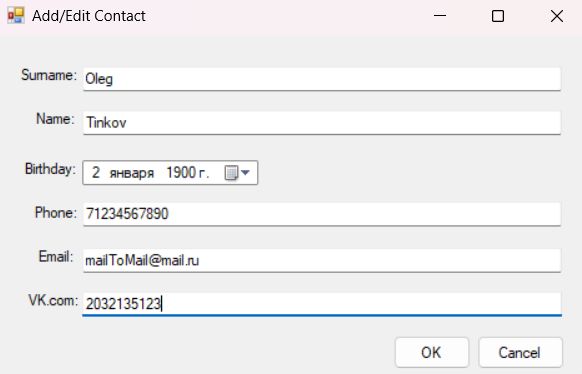 Add/Edit Contact
Surname: Oleg
Name: Tinkov
Birthday: 2 января 1900 г.
Phone: 71234567890
Email: mailToMail@mail.ru
VK.com: 2032135123
OK Cancel